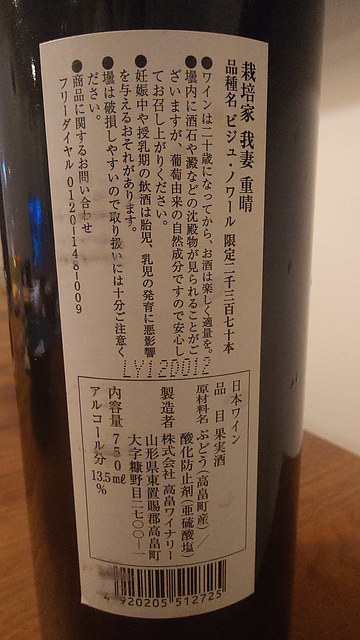 栽培家 我妻 重晴
品種名 ビジュ・ノワール 限定二千三百七十本
●ワインは二十歳になってから、お酒は楽しく適量を。
●壜内に酒石や澱などの沈殿物が見られることがご
ざいますが、葡萄由来の自然成分ですので安心し
てお召し上がりください。
●妊娠中や授乳期の飲酒は胎児、乳児の発育に悪影響
を与えるおそれがあります。
●壜は破損しやすいので取り扱いには十分ご注意く
ださい。
●商品に関するお問い合わせ
フリーダイヤル 0120-148-009
LY12D012
日本ワイン
品 目 果実酒
原材料名 ぶどう(高畠町産)／
酸化防止剤(亜硫酸塩)
製造者 株式会社 高畠ワイナリー
山形県東置賜郡高畠町
大字糠野目二七〇〇―一
内容量 750㎖
アルコール分 13.5%
4 920205 512725